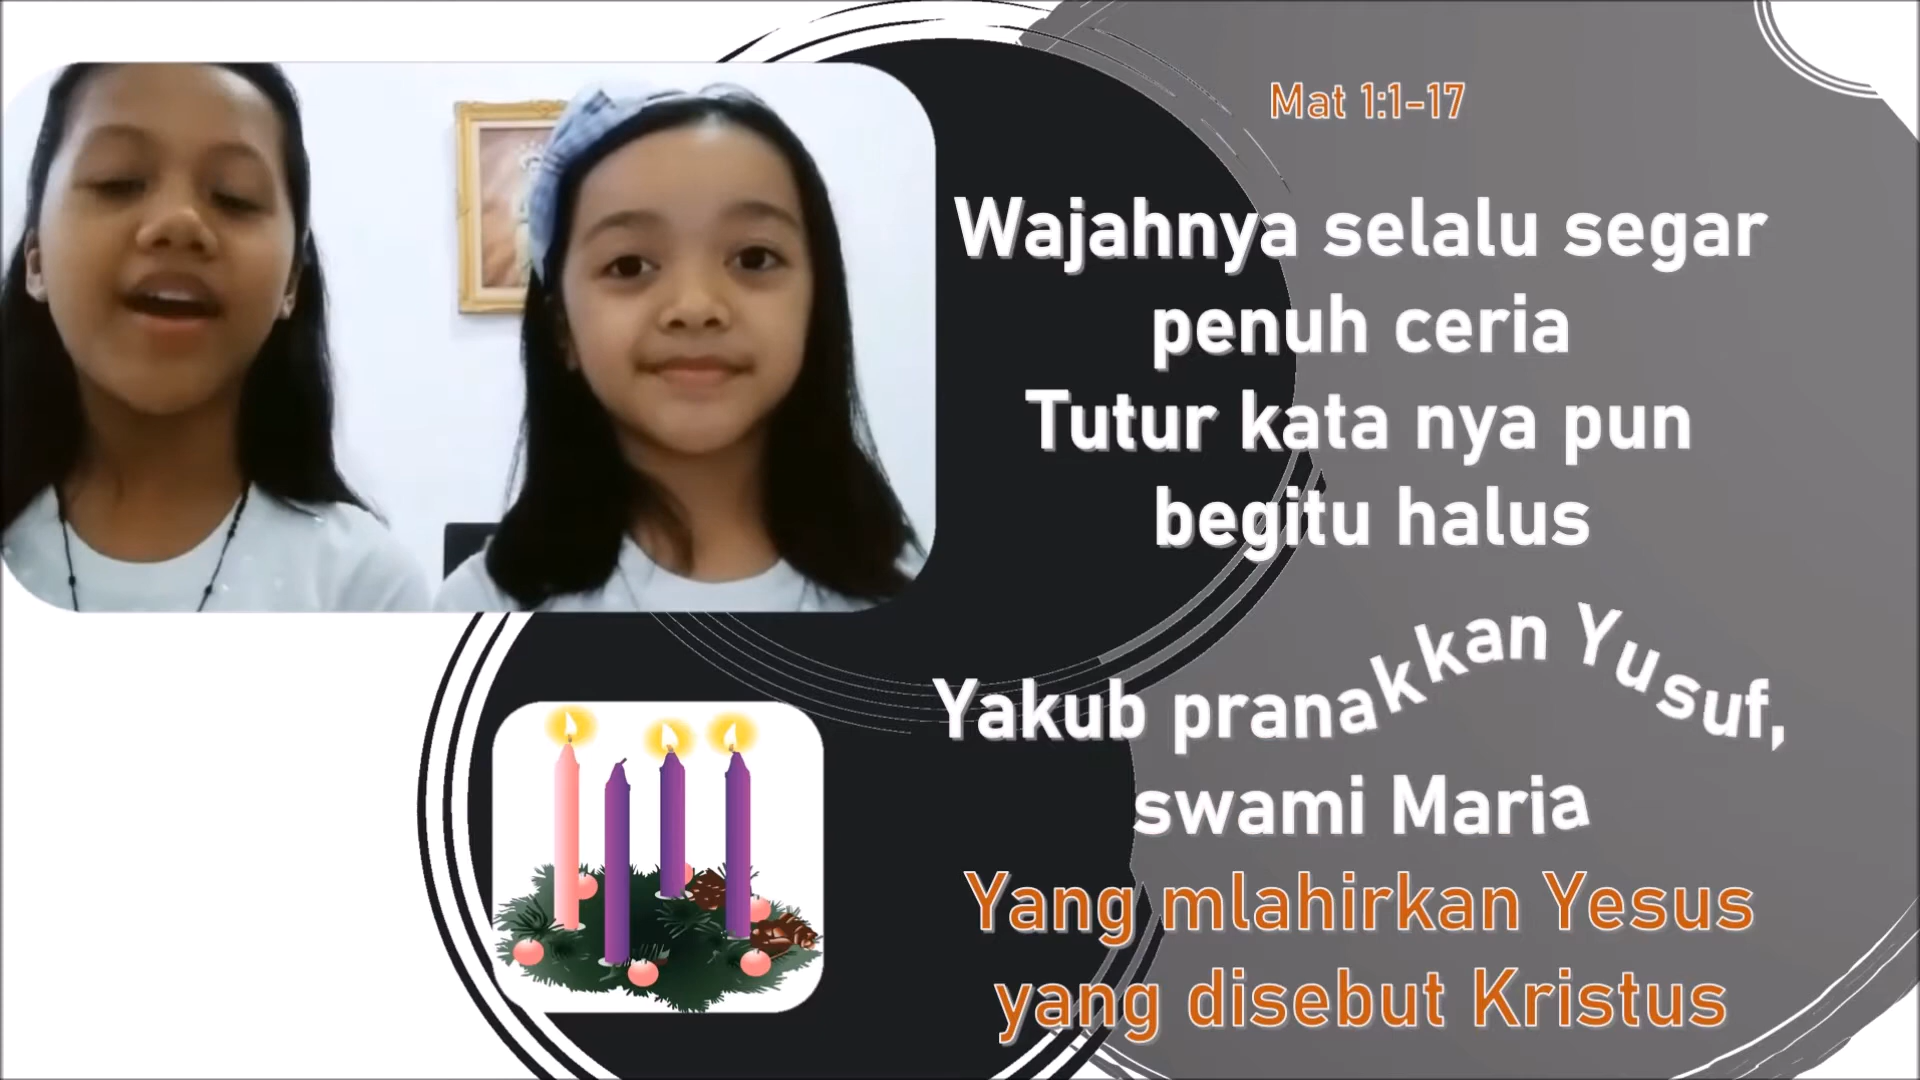 Mat 1:1-17
Wajahnya selalu segar
penuh ceria
Tutur kata nya pun
begitu halus
Yakub pranakkan Yusuf,
swami Maria
Yang mlahirkan Yesus
yang disebut Kristus